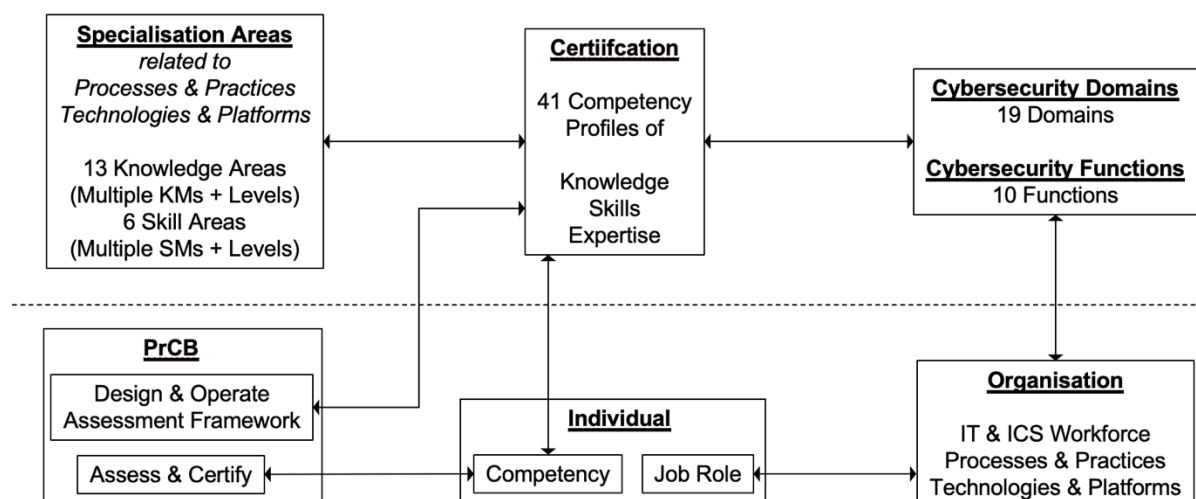 Specialisation Areas
related to
Processes & Practices
Technologies & Platforms
13 Knowledge Areas
(Multiple KMs + Levels)
6 Skill Areas
(Multiple SMs + Levels)
Certiifcation
41 Competency
Profiles of
Knowledge
Skills
Expertise
Cybersecurity Domains
19 Domains
Cybersecurity Functions
10 Functions
PrCB
Design & Operate
Assessment Framework
Assess & Certify
Individual
Competency
Job Role
Organisation
IT & ICS Workforce
Processes & Practices
Technologies & Platforms